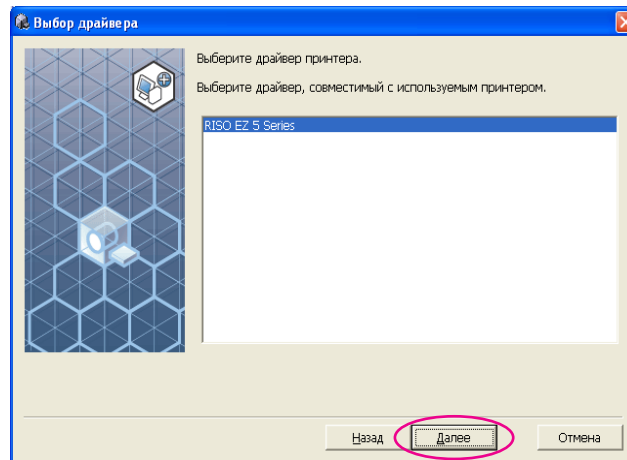 Выбор драйвера
Выберите драйвер принтера.
Выберите драйвер, совместимый с используемым принтером.
RISO EZ 5 Series
Назад
Далее
Отмена